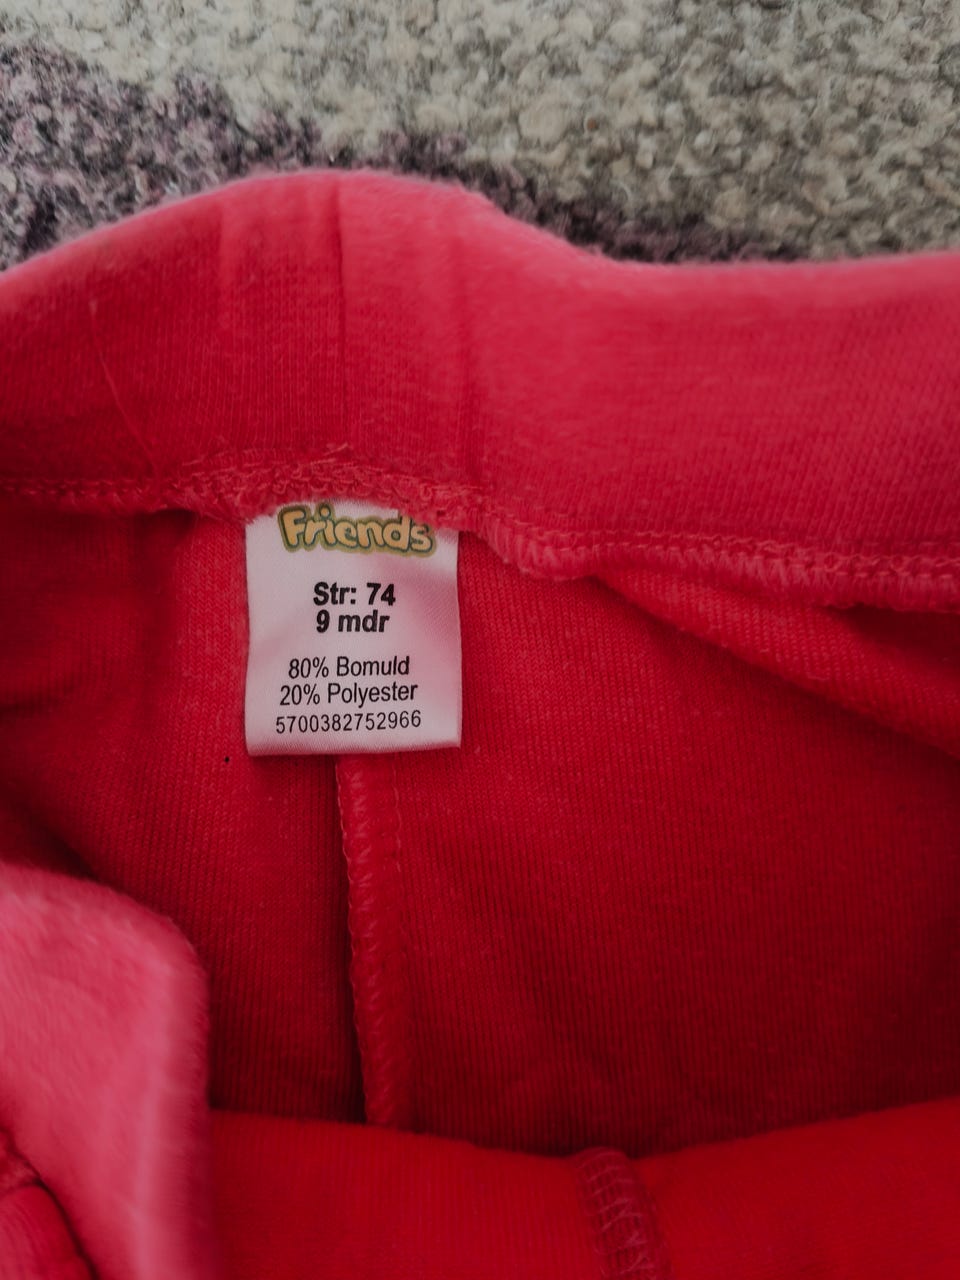 Friends
Str: 74
9 mdr
80% Bomuld
20% Polyester
5700382752966